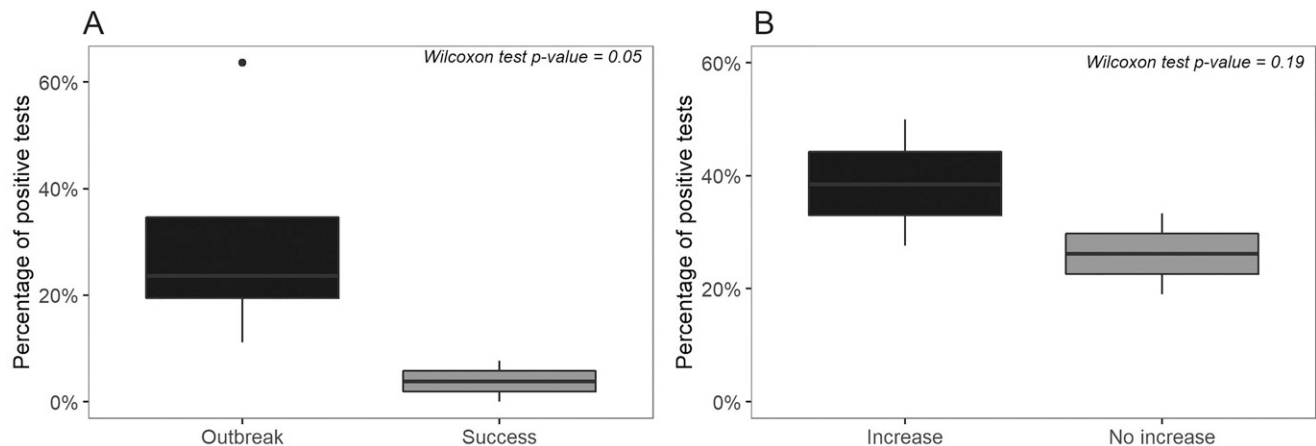 A
Wilcoxon test p-value = 0.05
Percentage of positive tests
60%
40%
20%
0%
Outbreak Success
B
Wilcoxon test p-value = 0.19
Percentage of positive tests
60%
40%
20%
0%
Increase No increase